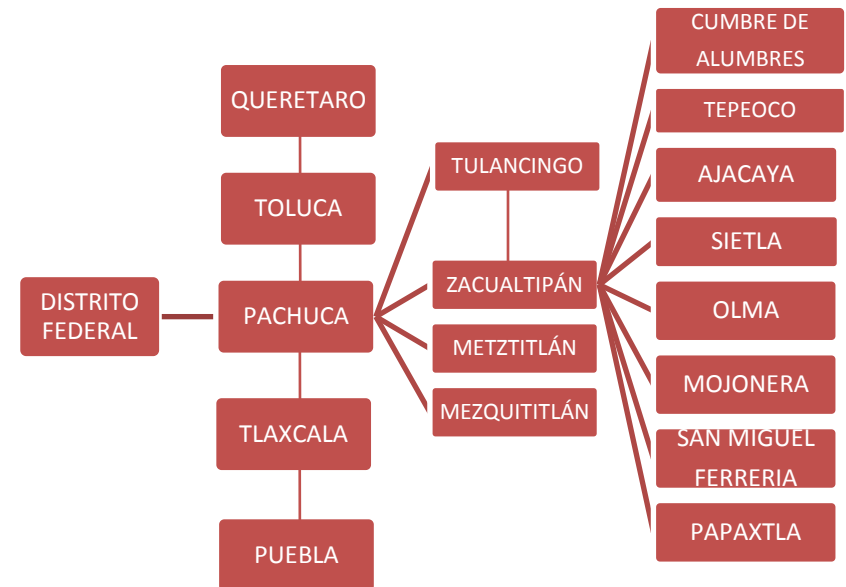 DISTRITO
FEDERAL
QUERETARO
TOLUCA
PACHUCA
TLAXCALA
PUEBLA
TULANCINGO
ZACUALTIPÁN
METZTITLÁN
MEZQUITITLÁN
CUMBRE DE
ALUMBRES
TEPEOCO
AJACAYA
SIETLA
OLMA
MOJONERA
SAN MIGUEL
FERRERIA
PAPAXTLA